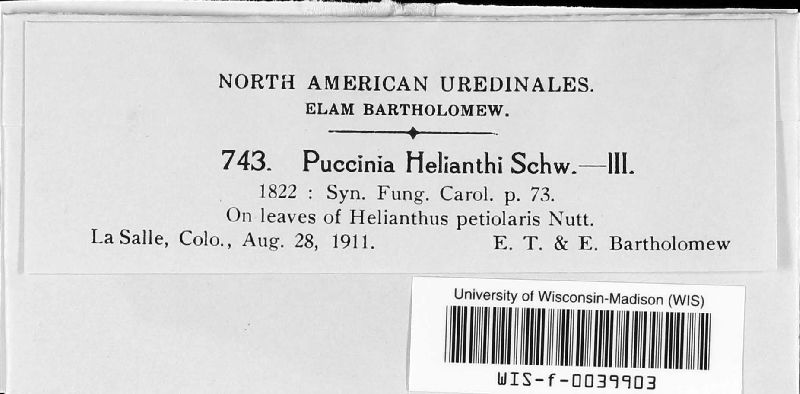 NORTH AMERICAN UREDINALES.
ELAM BARTHOLOMEW.
743. Puccinia Helianthi Schw.—III.
1822 : Syn. Fung. Carol. p. 73.
On leaves of Helianthus petiolaris Nutt.
La Salle, Colo., Aug. 28, 1911. E. T. & E. Bartholomew
University of Wisconsin-Madison (WIS)
WIS-f-0039903